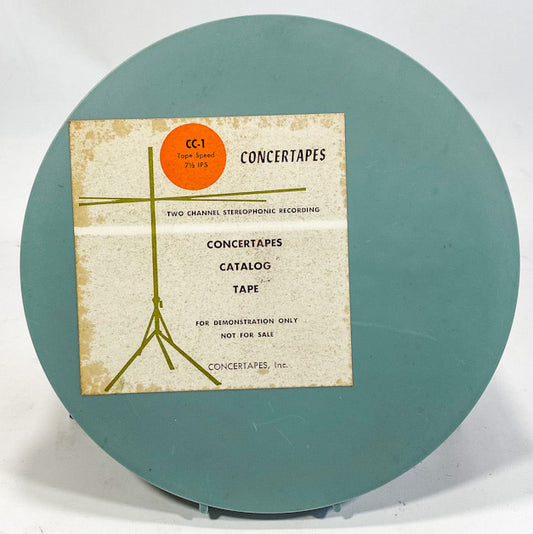 CC-1
Tape Speed
7½ IPS
CONCERTAPES
TWO CHANNEL STEREOPHONIC RECORDING
CONCERTAPES
CATALOG
TAPE
FOR DEMONSTRATION ONLY
NOT FOR SALE
CONCERTAPES, Inc.